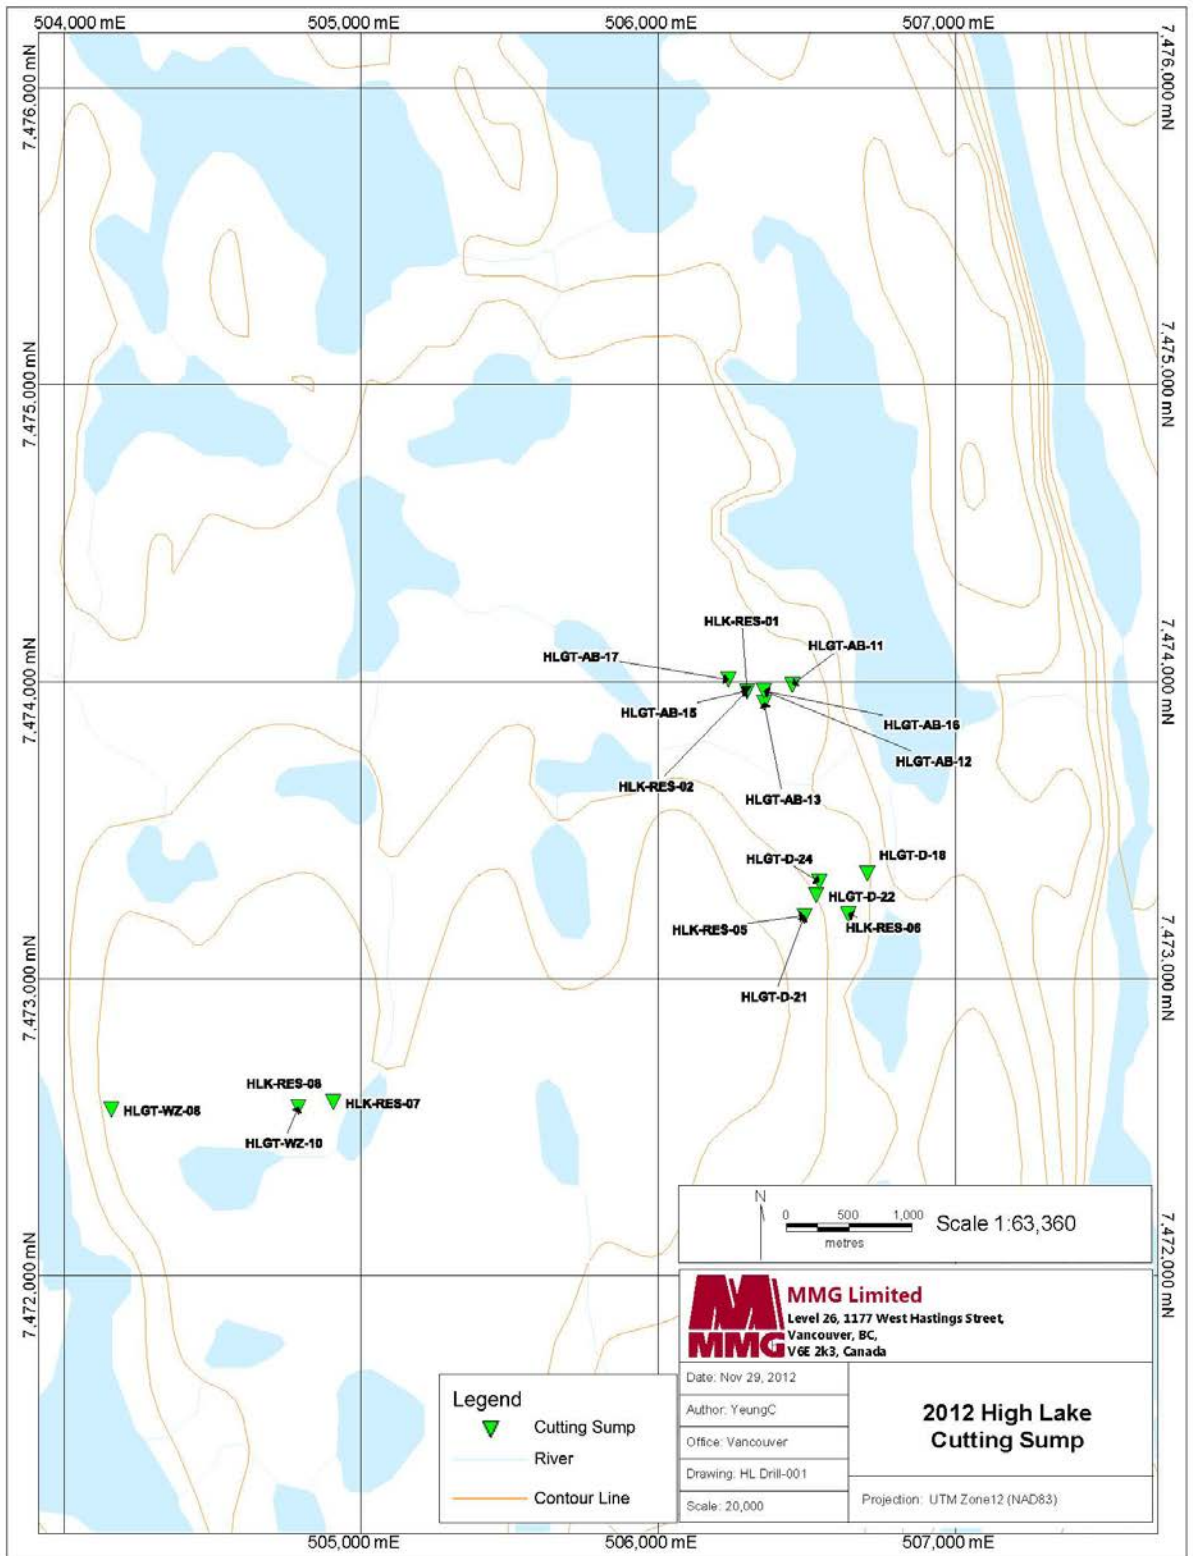 504,000 mE
505,000 mE
506,000 mE
507,000 mE
7,476,000 mN
7,476,000 mN
7,475,000 mN
7,475,000 mN
HLK-RES-01
HLGT-AB-11
HLGT-AB-17
7,474,000 mN
7,474,000 mN
HLGT-AB-15
HLGT-AB-16
HLGT-AB-12
HLK-RES-02
HLGT-AB-13
HLGT-D-24
HLGT-D-18
HLGT-D-22
HLK-RES-05
HLK-RES-06
HLGT-D-21
7,473,000 mN
7,473,000 mN
HLK-RES-08
HLK-RES-07
HLGT-WZ-08
HLGT-WZ-10
N
0 500 1,000
metres
Scale 1:63,360
7,472,000 mN
7,472,000 mN
MMG
MMG Limited
Level 26, 1177 West Hastings Street,
Vancouver, BC,
V6E 2k3, Canada
Date: Nov 29, 2012
Author: YeungC
Office: Vancouver
Drawing: HL Drill-001
Scale: 20,000
2012 High Lake
Cutting Sump
Projection: UTM Zone12 (NAD83)
Legend
Cutting Sump
River
Contour Line
505,000 mE
506,000 mE
507,000 mE